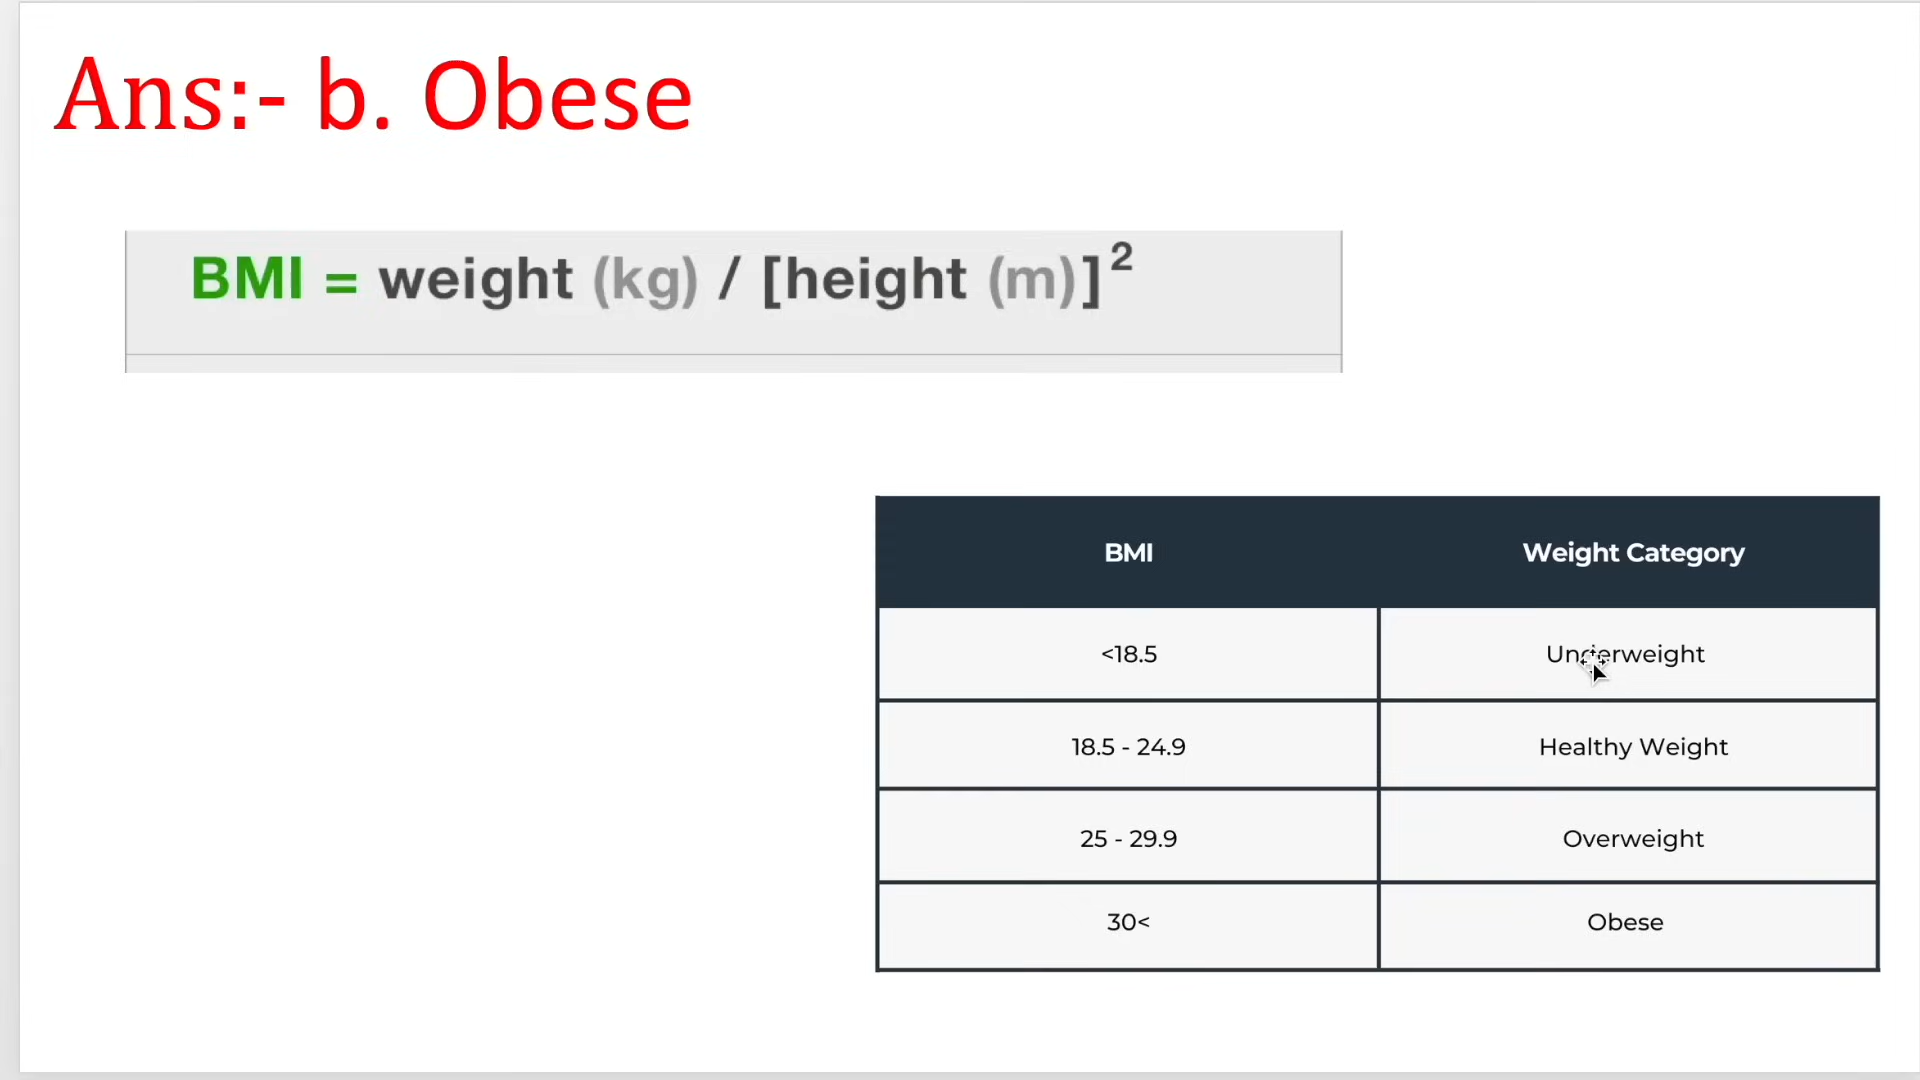 Ans:- b. Obese
BMI = weight (kg) / [height (m)]²
BMI Weight Category
<18.5 Underweight
18.5 - 24.9 Healthy Weight
25 - 29.9 Overweight
30< Obese